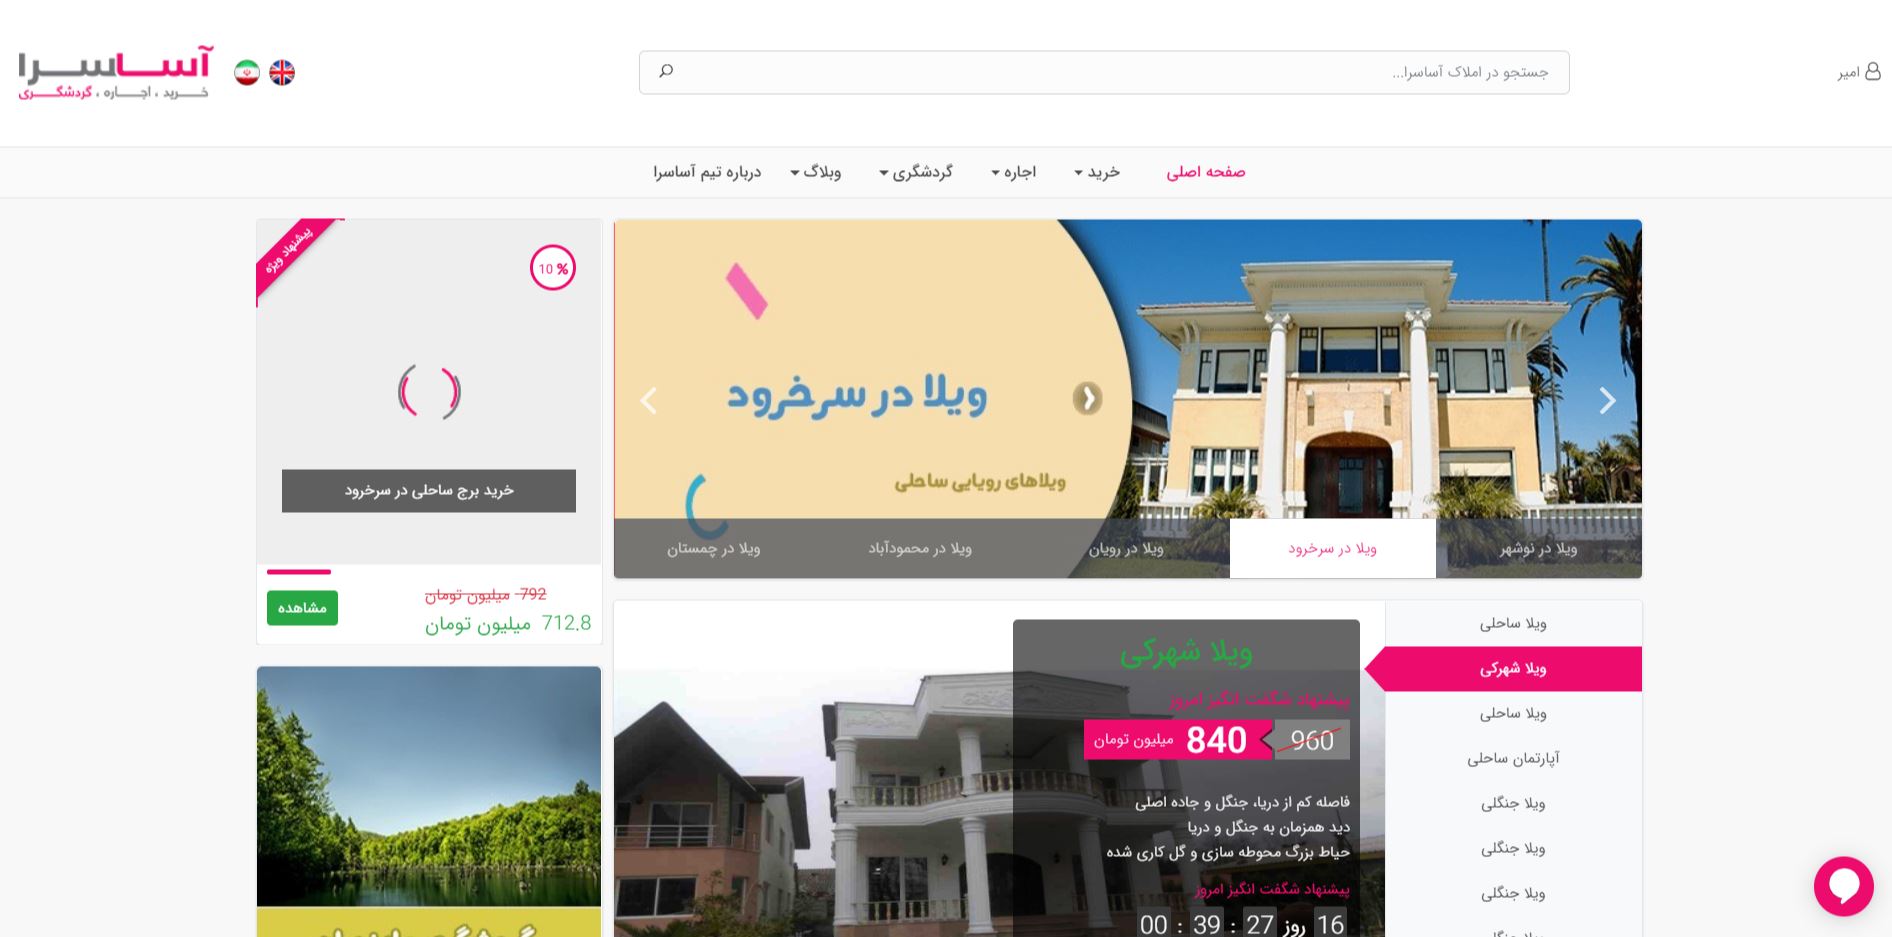 امیر
جستجو در املاک آساسرا...
آساسرا
خرید ، اجاره ، گردشگری
صفحه اصلی
خرید
اجاره
گردشگری
وبلاگ
درباره تیم آساسرا
ویلا در سرخرود
ویلاهای رویایی ساحلی
ویلا در نوشهر
ویلا در سرخرود
ویلا در رویان
ویلا در محمودآباد
ویلا در چمستان
پیشنهاد ویژه
10 %
خرید برج ساحلی در سرخرود
792 میلیون تومان
712.8 میلیون تومان
مشاهده
ویلا ساحلی
ویلا شهرکی
ویلا ساحلی
آپارتمان ساحلی
ویلا جنگلی
ویلا جنگلی
ویلا جنگلی
ویلا شهرکی
پیشنهاد شگفت انگیز امروز
960
840 میلیون تومان
فاصله کم از دریا، جنگل و جاده اصلی
دید همزمان به جنگل و دریا
حیاط بزرگ محوطه سازی و گل کاری شده
پیشنهاد شگفت انگیز امروز
16 روز 27 : 39 : 00